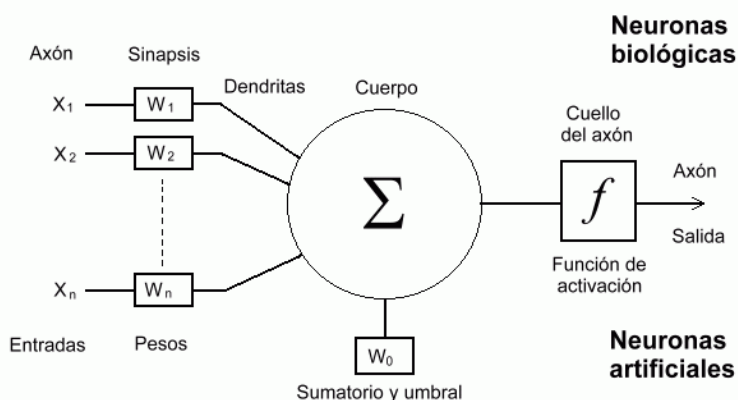 Neuronas
biológicas
Axón
Sinapsis
Dendritas
Cuerpo
Cuello
del axón
X1
W1
X2
W2
Σ
f
Axón
Salida
Xn
Wn
Función de
activación
Entradas
Pesos
W0
Neuronas
artificiales
Sumatorio y umbral